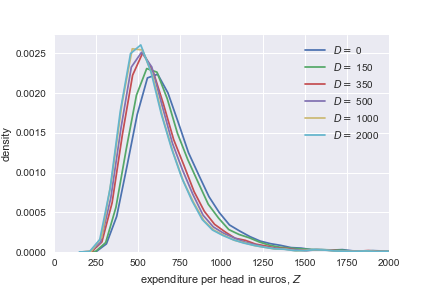 0.0025
0.0020
0.0015
0.0010
0.0005
0.0000
density
D = 0
D = 150
D = 350
D = 500
D = 1000
D = 2000
0 250 500 750 1000 1250 1500 1750 2000
expenditure per head in euros, Z